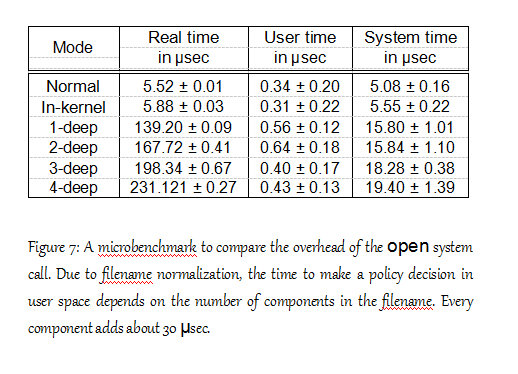 Mode Real time in μsec User time in μsec System time in μsec
Normal 5.52 ± 0.01 0.34 ± 0.20 5.08 ± 0.16
In-kernel 5.88 ± 0.03 0.31 ± 0.22 5.55 ± 0.22
1-deep 139.20 ± 0.09 0.56 ± 0.12 15.80 ± 1.01
2-deep 167.72 ± 0.41 0.64 ± 0.18 15.84 ± 1.10
3-deep 198.34 ± 0.67 0.40 ± 0.17 18.28 ± 0.38
4-deep 231.121 ± 0.27 0.43 ± 0.13 19.40 ± 1.39
Figure 7: A microbenchmark to compare the overhead of the open system
call. Due to filename normalization, the time to make a policy decision in
user space depends on the number of components in the filename. Every
component adds about 30 μsec.